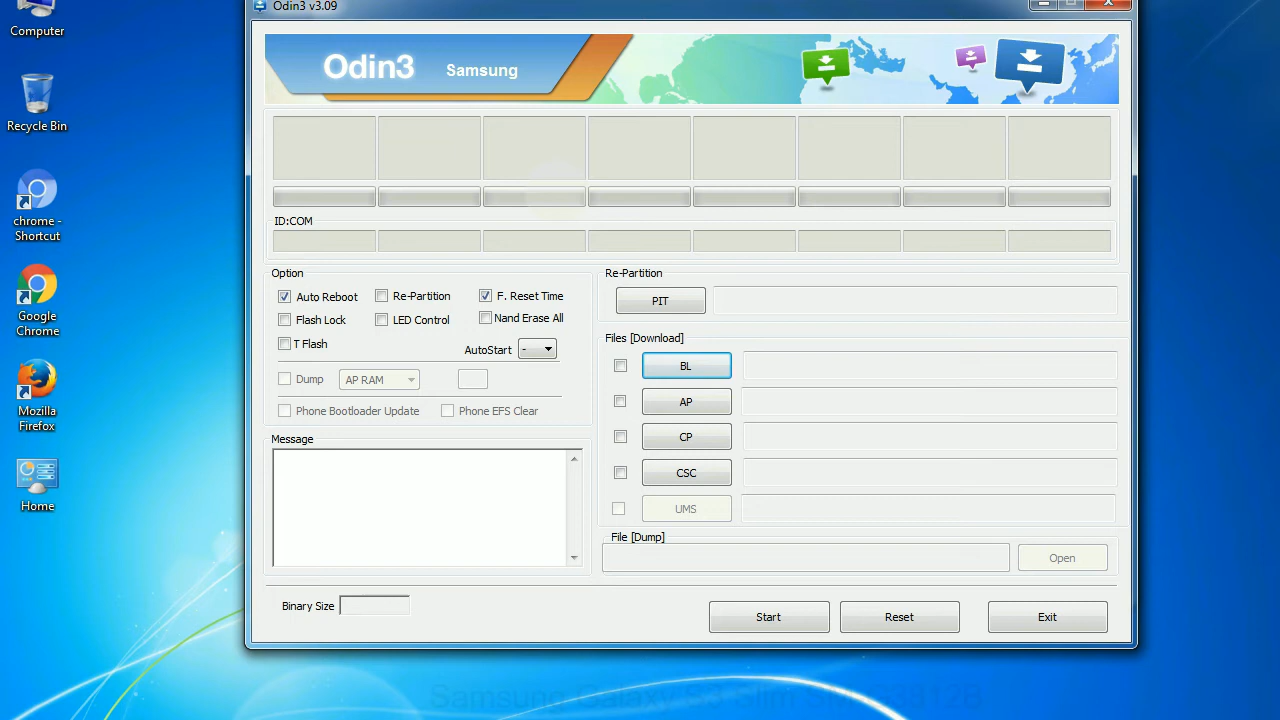 Odin3 v3.09
Computer
Recycle Bin
chrome -
Shortcut
Google
Chrome
Mozilla
Firefox
Home
Odin3
Samsung
ID:COM
Option
Auto Reboot
Re-Partition
F. Reset Time
Flash Lock
LED Control
Nand Erase All
T Flash
AutoStart
-
Dump
AP RAM
Phone Bootloader Update
Phone EFS Clear
Message
Re-Partition
PIT
Files [Download]
BL
AP
CP
CSC
UMS
File [Dump]
Open
Binary Size
Start
Reset
Exit